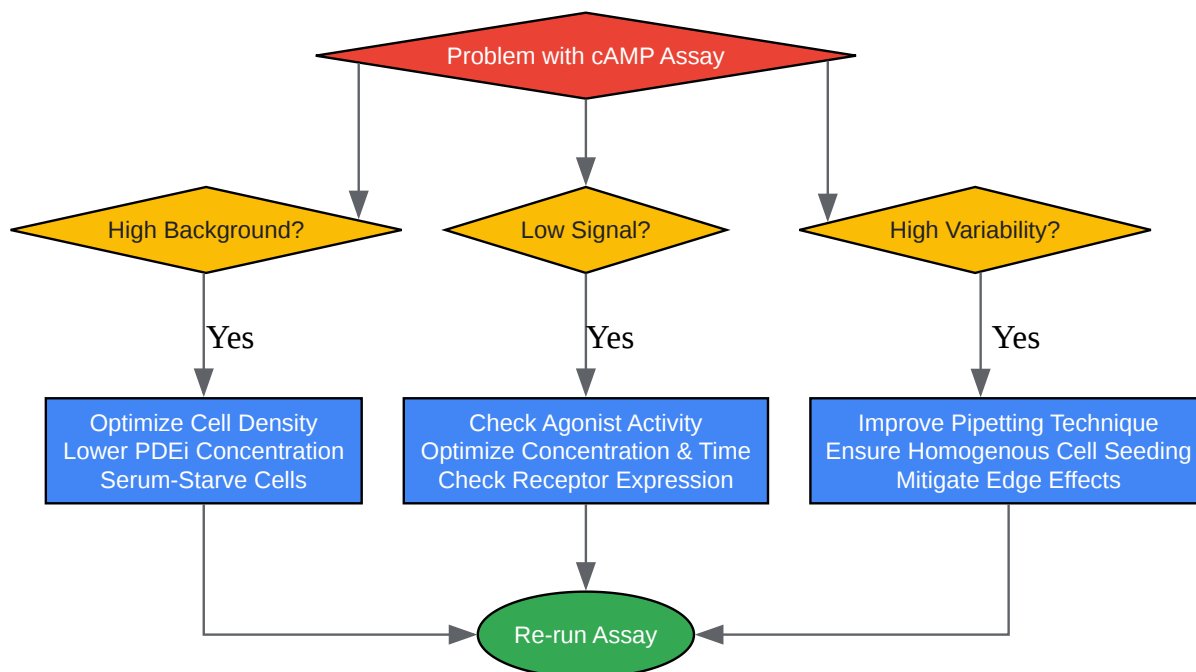 Problem with cAMP Assay
High Background?
Low Signal?
High Variability?
Yes
Yes
Yes
Optimize Cell Density
Lower PDEi Concentration
Serum-Starve Cells
Check Agonist Activity
Optimize Concentration & Time
Check Receptor Expression
Improve Pipetting Technique
Ensure Homogenous Cell Seeding
Mitigate Edge Effects
Re-run Assay